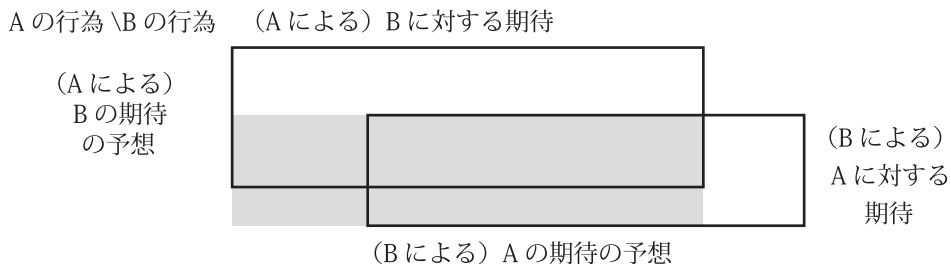 A の行為 \B の行為 （A による）B に対する期待
（A による）
B の期待
の予想
（B による）
A に対する
期待
（B による）A の期待の予想